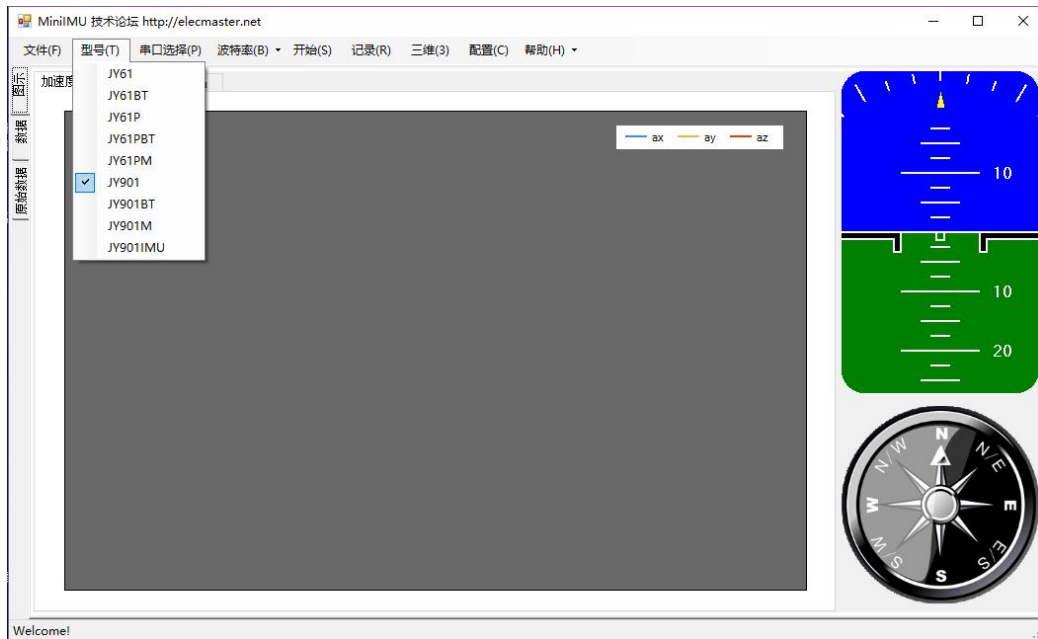 MiniIMU 技术论坛 http://elecmaster.net
文件(F) 型号(T) 串口选择(P) 波特率(B) 开始(S) 记录(R) 三维(3) 配置(C) 帮助(H)
图示
数据
原始数据
加速度
JY61
JY61BT
JY61P
JY61PBT
JY61PM
JY901
JY901BT
JY901M
JY901IMU
ax ay az
10
10
20
N
N/E
E
E/S
S
S/W
W
N/W
Welcome!